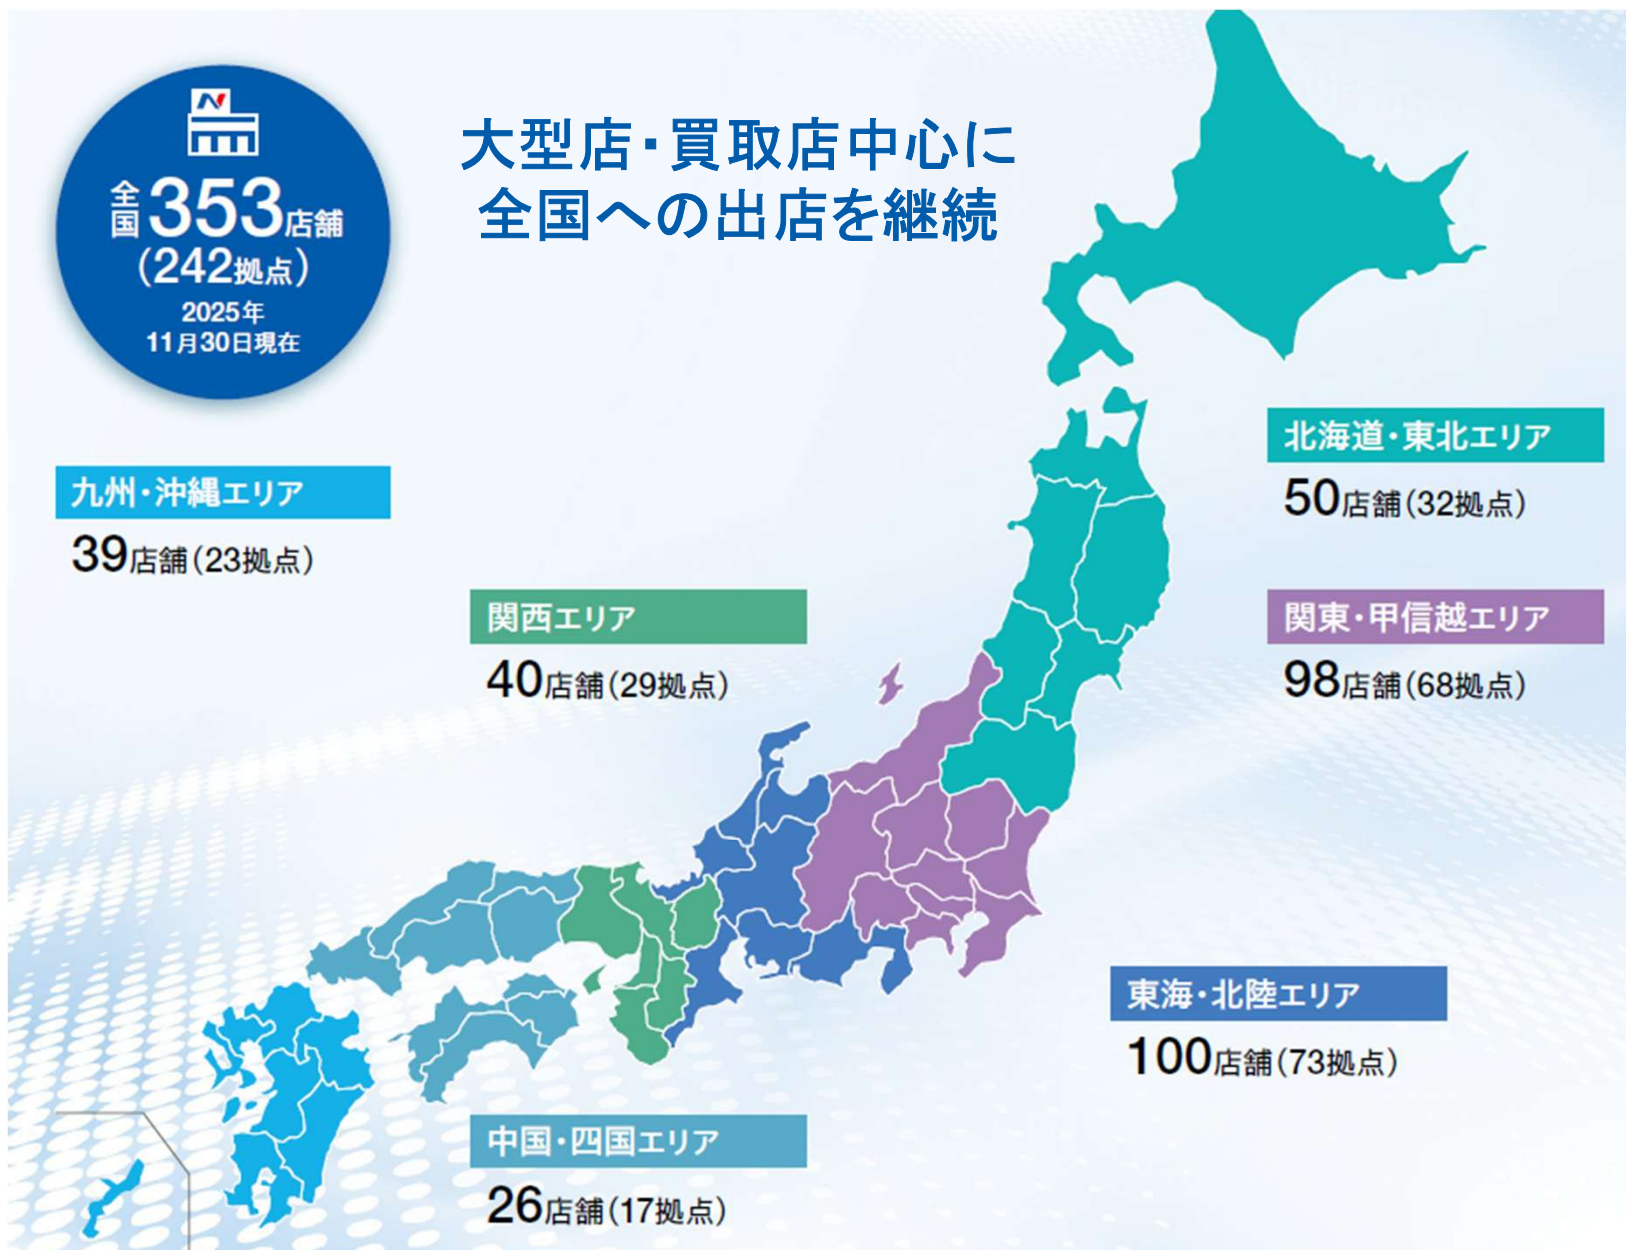 全国353店舗
(242拠点)
2025年
11月30日現在
大型店・買取店中心に
全国への出店を継続
北海道・東北エリア
50店舗(32拠点)
九州・沖縄エリア
39店舗(23拠点)
関西エリア
40店舗(29拠点)
関東・甲信越エリア
98店舗(68拠点)
東海・北陸エリア
100店舗(73拠点)
中国・四国エリア
26店舗(17拠点)